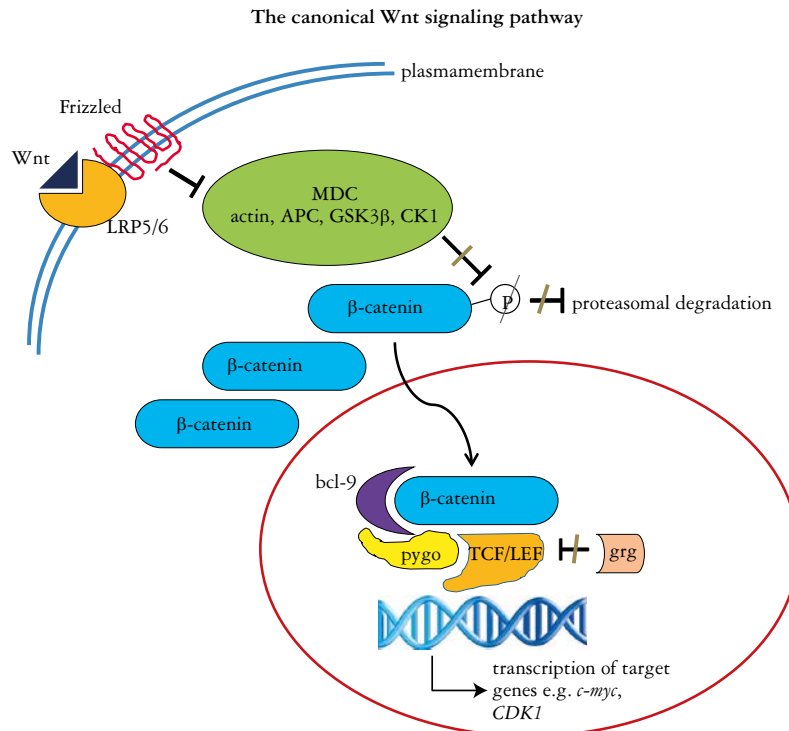 The canonical Wnt signaling pathway
plasmamembrane
Frizzled
Wnt
LRP5/6
MDC
actin, APC, GSK3β, CK1
β-catenin
P
proteasomal degradation
β-catenin
β-catenin
bcl-9
β-catenin
pygo
TCF/LEF
grg
transcription of target
genes e.g. c-myc,
CDK1